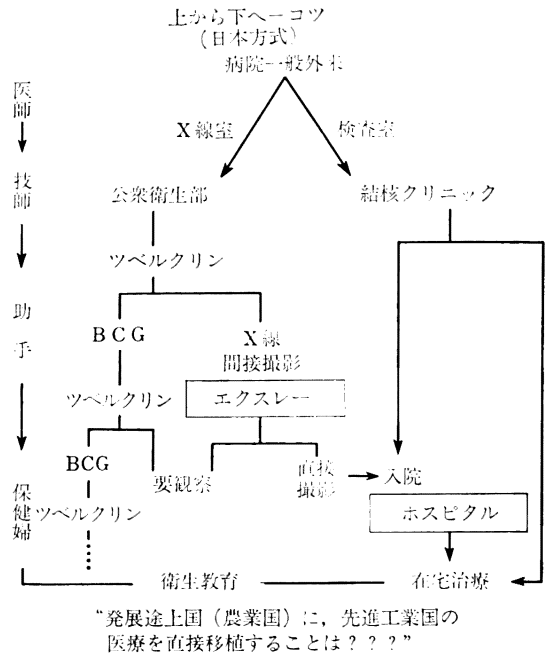 上から下へーコツ
（日本方式）
病院一般外来
医師
X線室
検査室
技師
公衆衛生部
結核クリニック
ツベルクリン
助手
BCG
X線
間接撮影
ツベルクリン
エクスレー
BCG
要観察
直接
撮影
入院
保健婦
ツベルクリン
ホスピタル
衛生教育
在宅治療
“発展途上国（農業国）に，先進工業国の
医療を直接移植することは？？？”